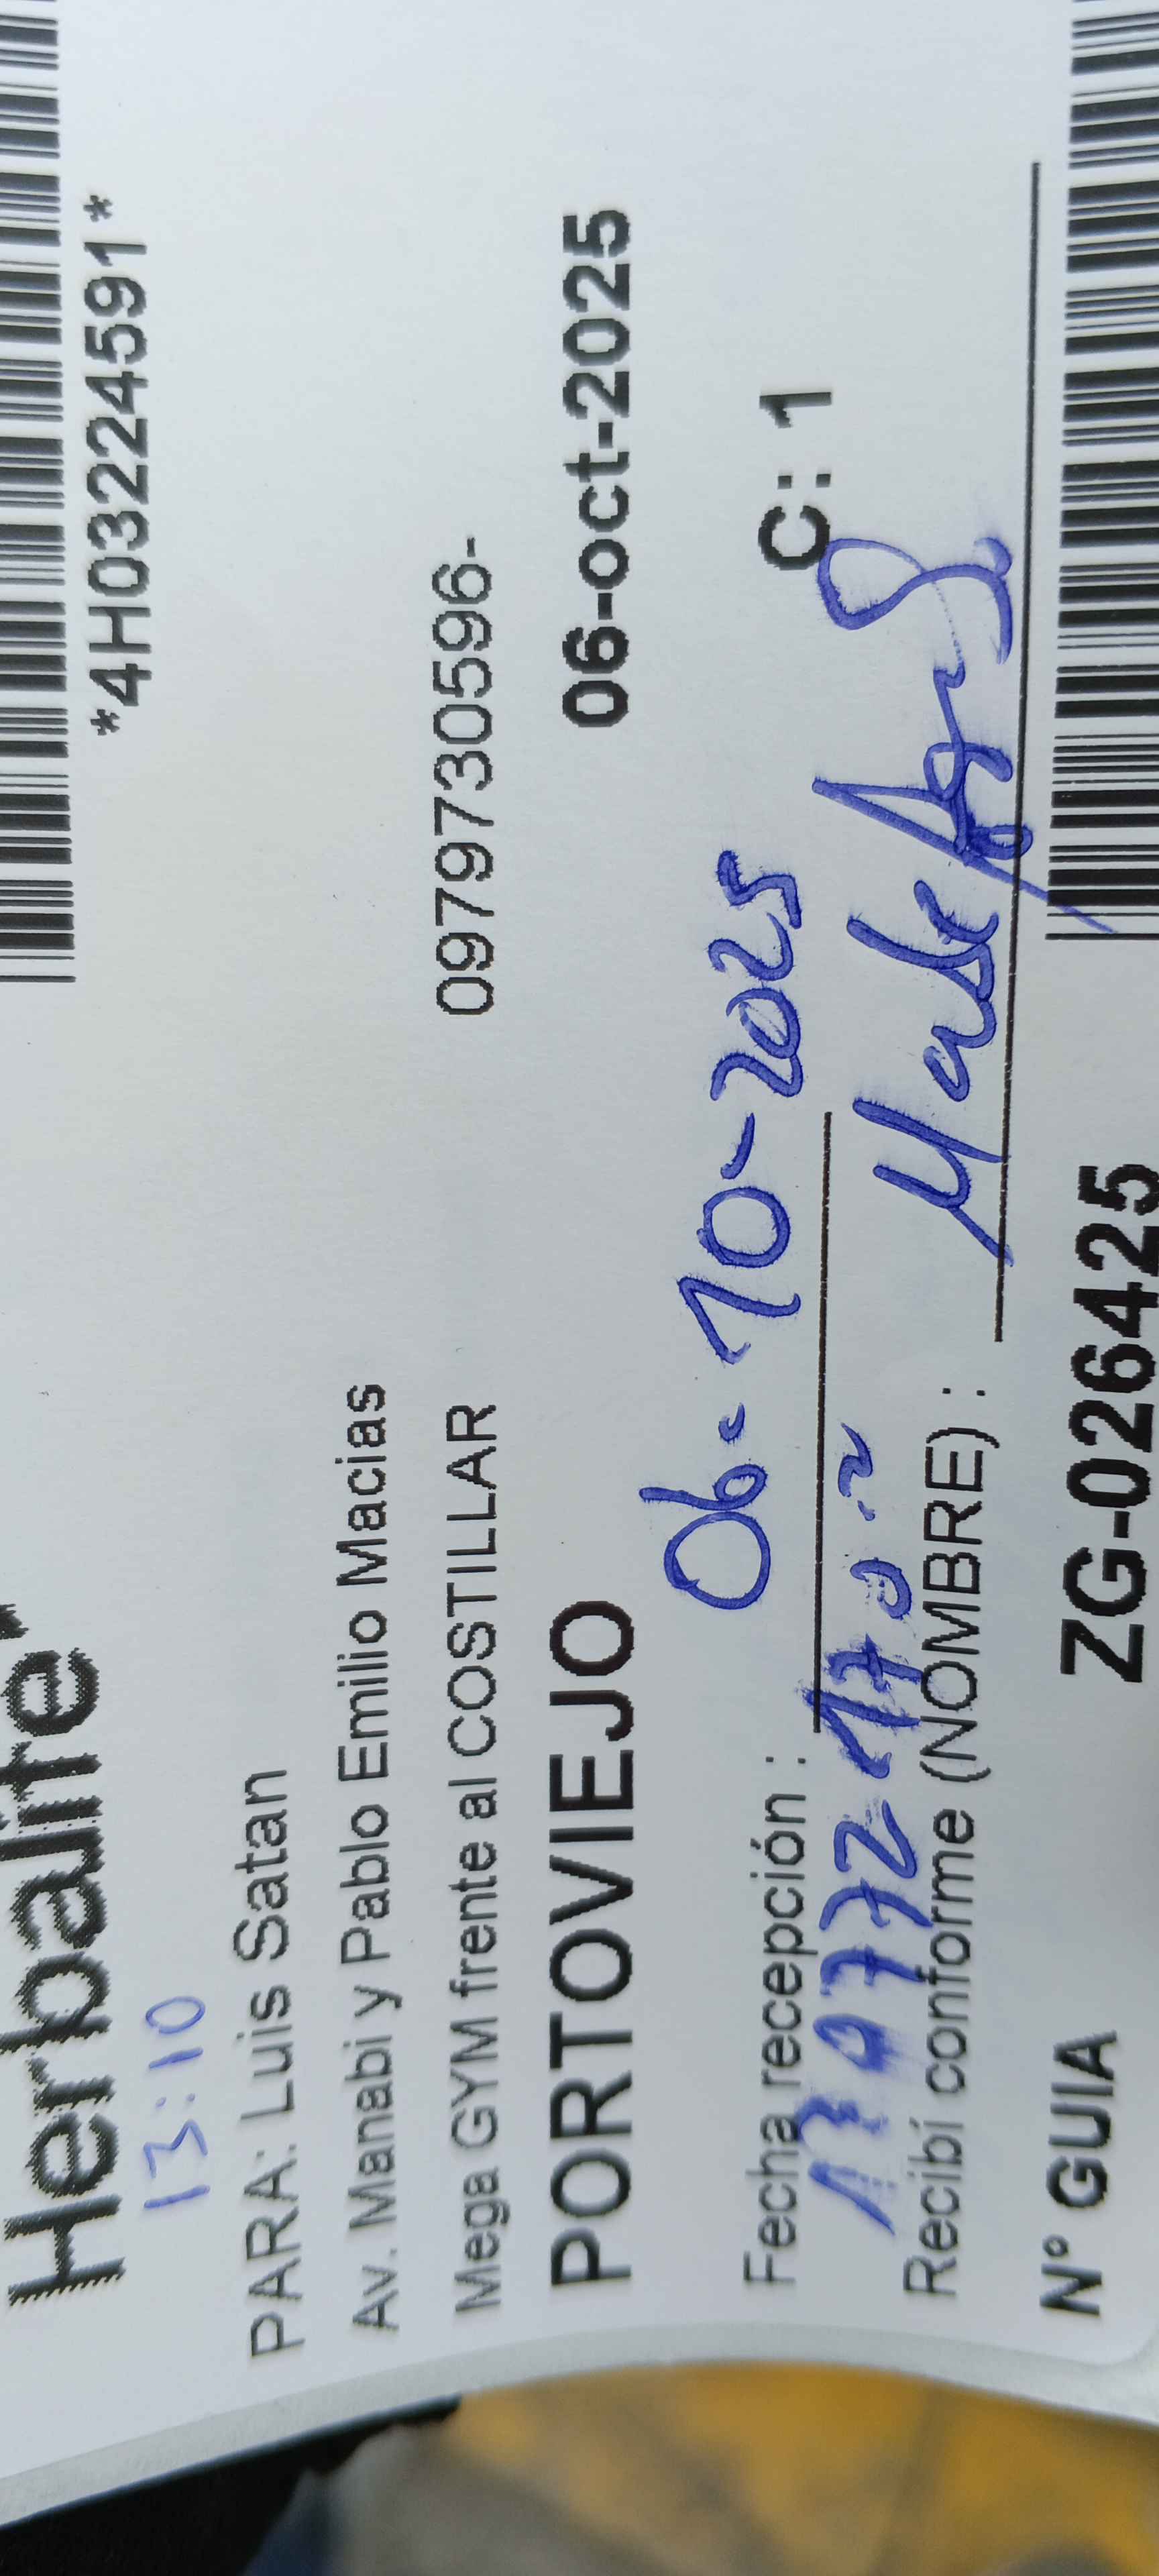 Herbalife
*4H03224591*
13:10
PARA: Luis Satan
Av. Manabi y Pablo Emilio Macias
Mega GYM frente al COSTILLAR 0979730596-
PORTOVIEJO 06-oct-2025
06-10-2025
Fecha recepción : C: 1
Recibí conforme (NOMBRE) :
Nº GUIA ZG-026425